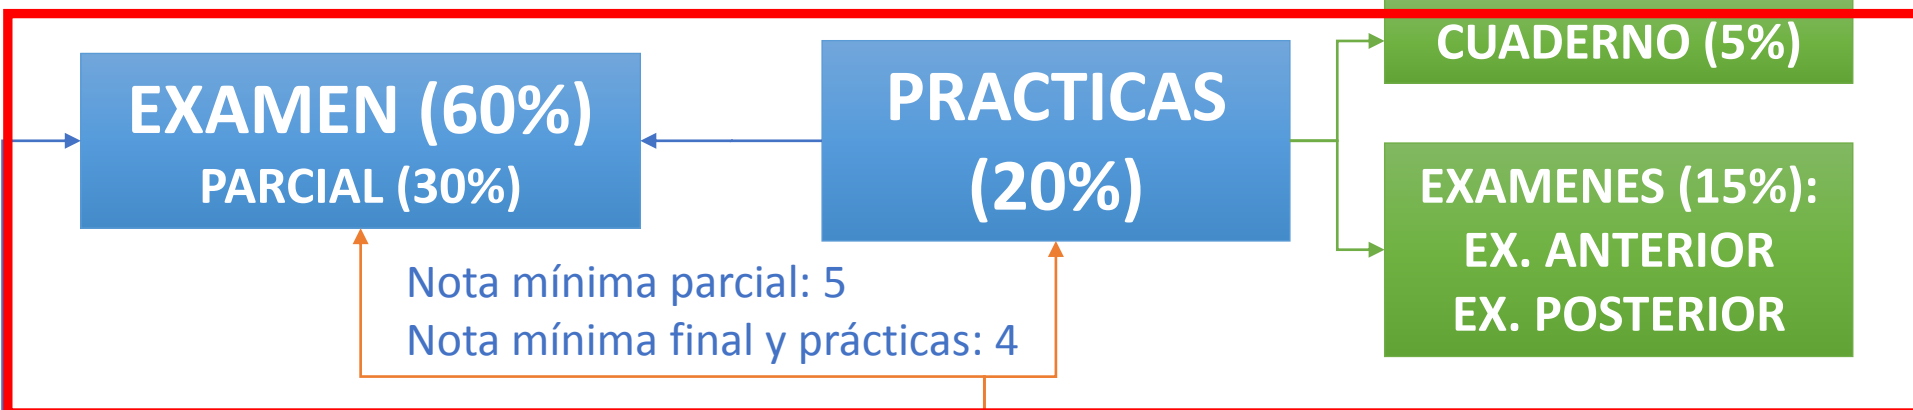 EXAMEN (60%)
PARCIAL (30%)
PRACTICAS
(20%)
CUADERNO (5%)
EXAMENES (15%):
EX. ANTERIOR
EX. POSTERIOR
Nota mínima parcial: 5
Nota mínima final y prácticas: 4